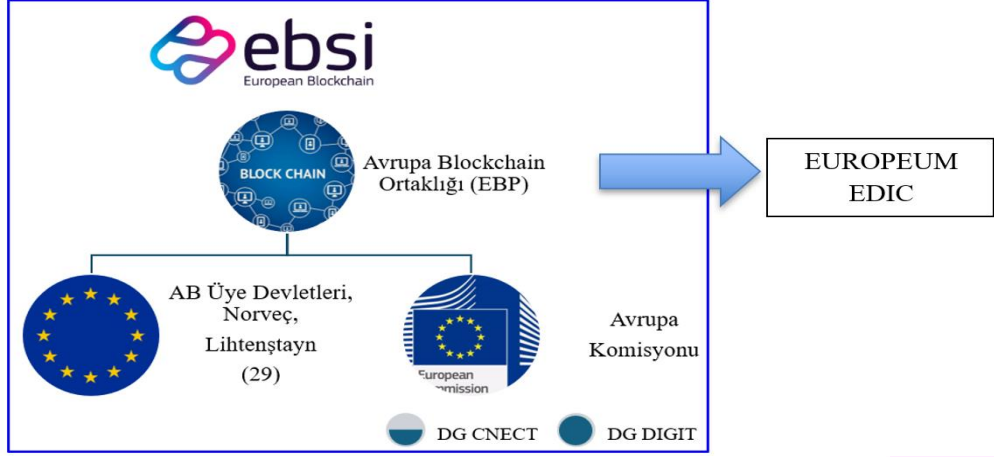 ebsi
European Blockchain
BLOCK CHAIN
Avrupa Blockchain
Ortaklığı (EBP)
EUROPEUM
EDIC
AB Üye Devletleri,
Norveç,
Lihtenştayn
(29)
European
Avrupa
Komisyonu
DG CNECT
DG DIGIT